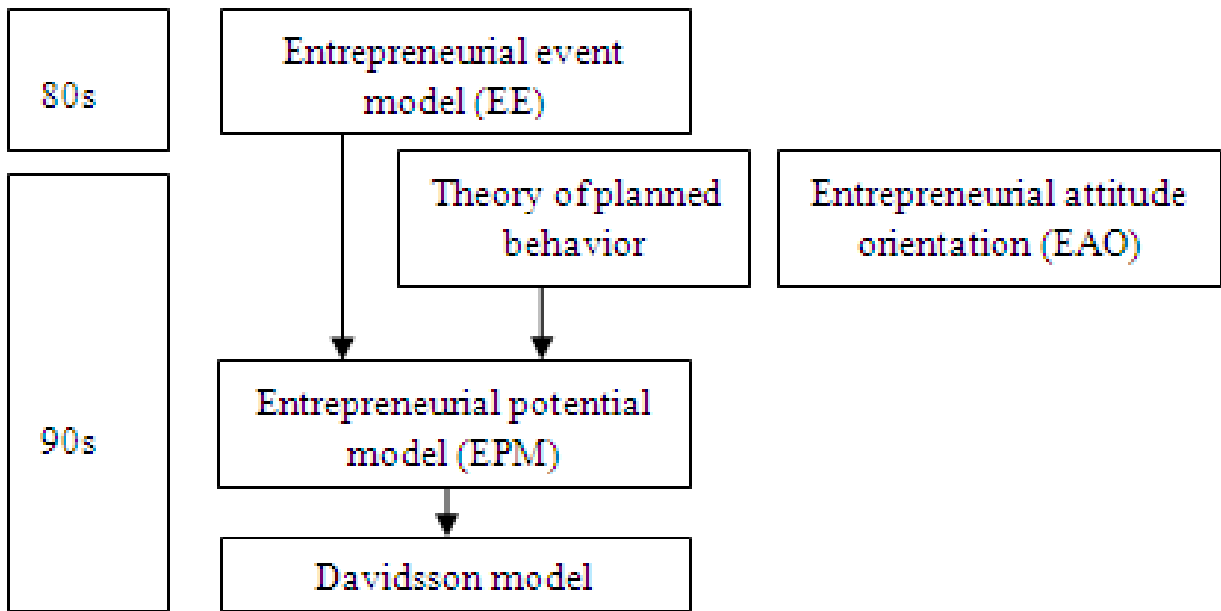 80s
Entrepreneurial event
model (EE)
Theory of planned
behavior
Entrepreneurial attitude
orientation (EAO)
90s
Entrepreneurial potential
model (EPM)
Davidsson model